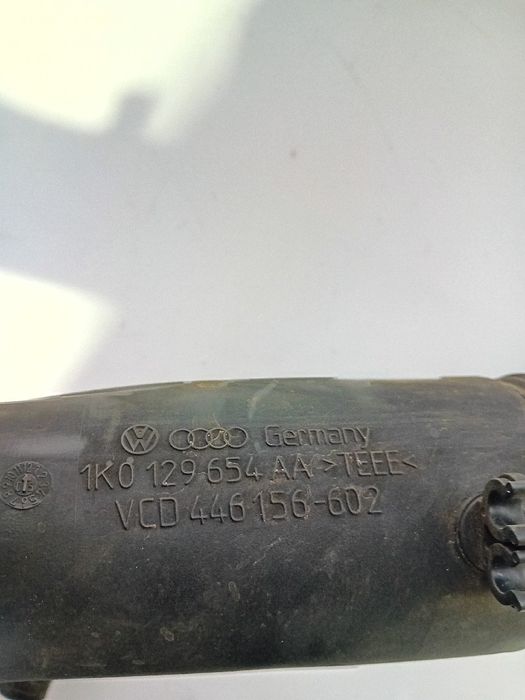 Germany
1K0 129 654 AA >TEEE<
VCD 446 156-602